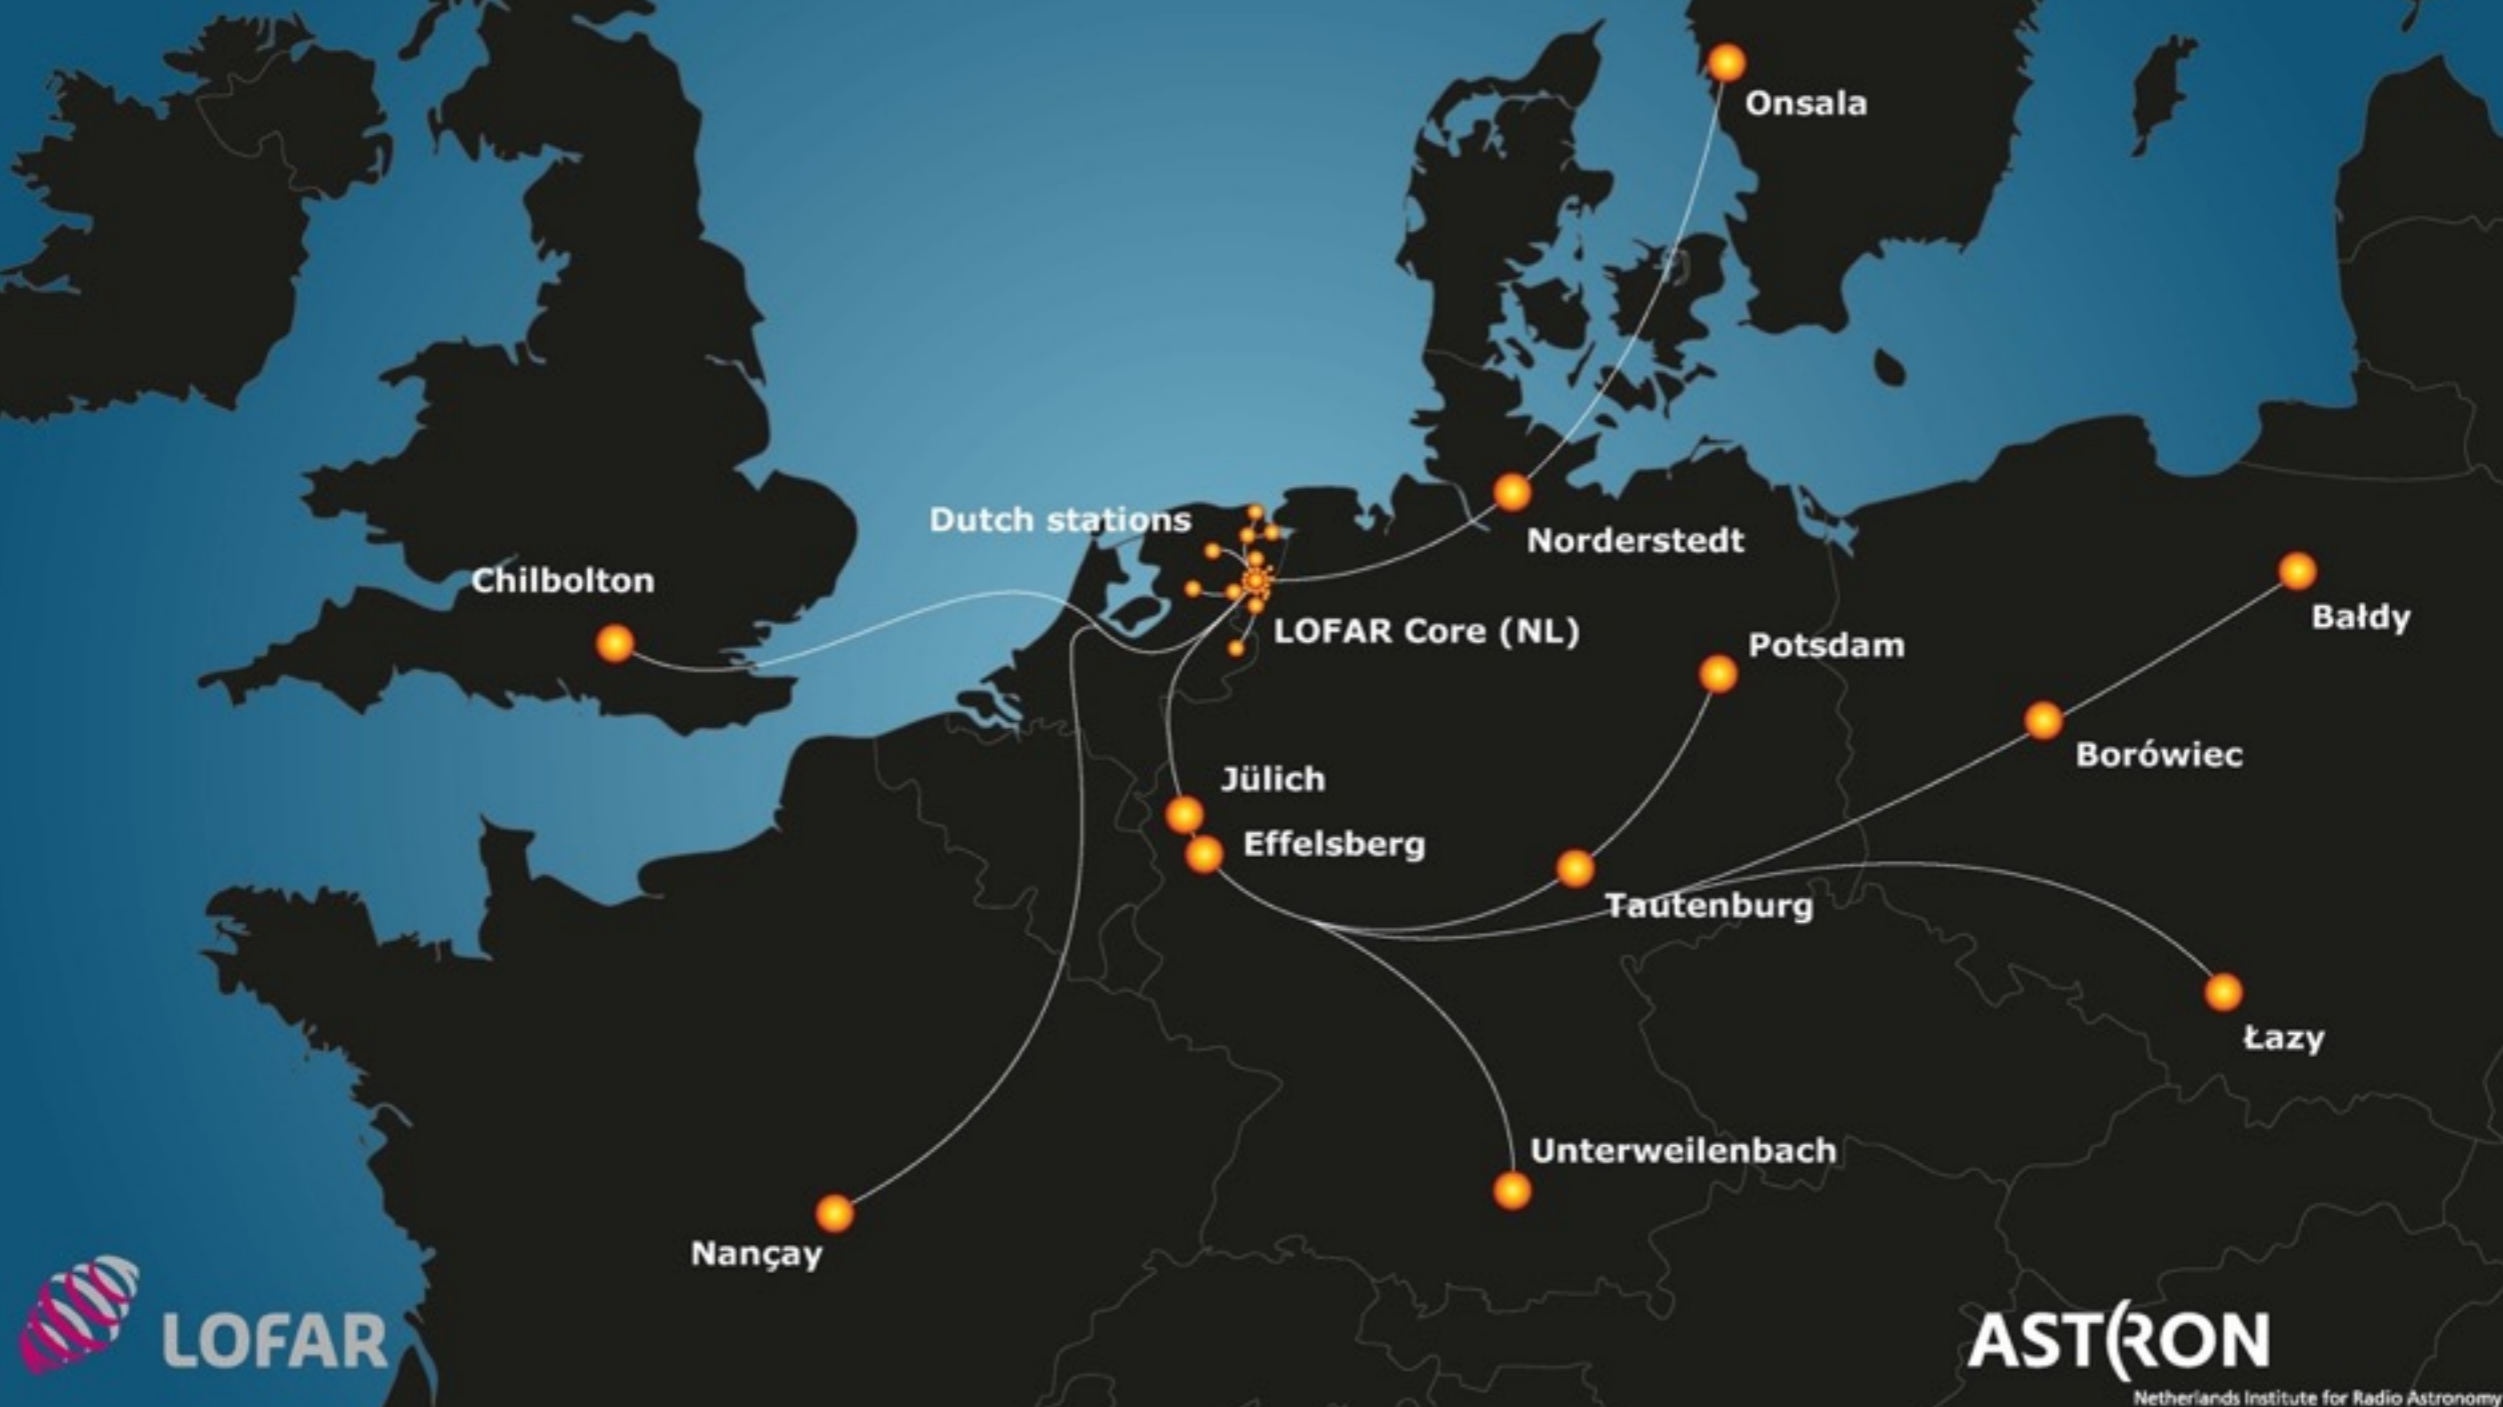 Onsala
Dutch stations
Norderstedt
Chilbolton
Bałdy
LOFAR Core (NL)
Potsdam
Borówiec
Jülich
Effelsberg
Tautenburg
Łazy
Unterweilenbach
Nançay
LOFAR
ASTRON
Netherlands Institute for Radio Astronomy